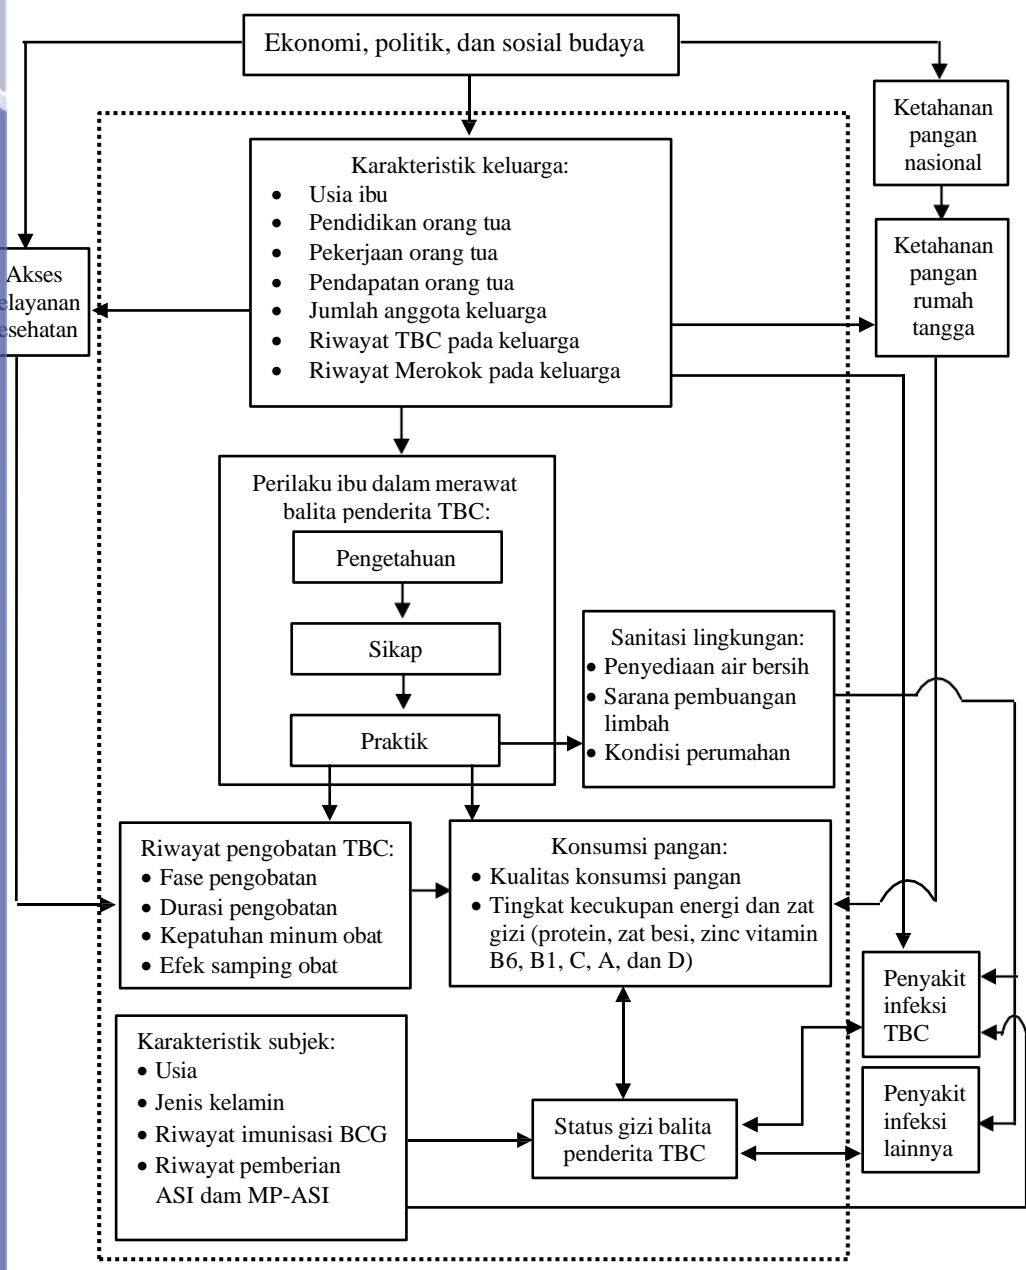 Ekonomi, politik, dan sosial budaya
Ketahanan
pangan
nasional
Karakteristik keluarga:
• Usia ibu
• Pendidikan orang tua
• Pekerjaan orang tua
• Pendapatan orang tua
• Jumlah anggota keluarga
• Riwayat TBC pada keluarga
• Riwayat Merokok pada keluarga
Ketahanan
pangan
rumah
tangga
Akses
elayanan
esehatan
Perilaku ibu dalam merawat
balita penderita TBC:
Pengetahuan
Sikap
Praktik
Sanitasi lingkungan:
• Penyediaan air bersih
• Sarana pembuangan
limbah
• Kondisi perumahan
Riwayat pengobatan TBC:
• Fase pengobatan
• Durasi pengobatan
• Kepatuhan minum obat
• Efek samping obat
Konsumsi pangan:
• Kualitas konsumsi pangan
• Tingkat kecukupan energi dan zat
gizi (protein, zat besi, zinc vitamin
B6, B1, C, A, dan D)
Penyakit
infeksi
TBC
Karakteristik subjek:
• Usia
• Jenis kelamin
• Riwayat imunisasi BCG
• Riwayat pemberian
ASI dam MP-ASI
Status gizi balita
penderita TBC
Penyakit
infeksi
lainnya